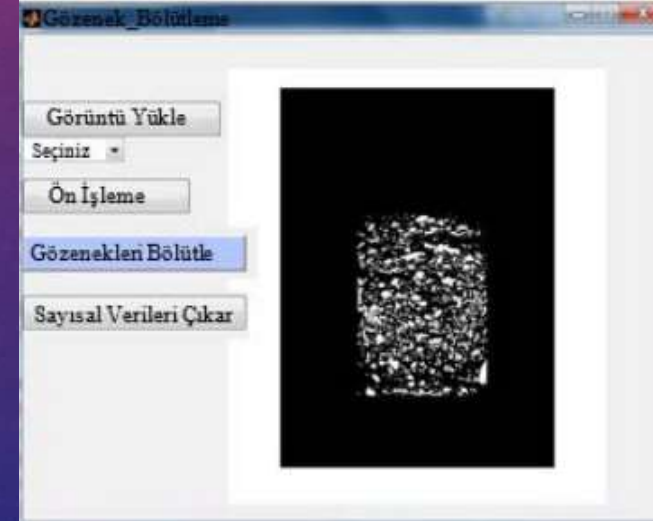 Gözenek_Bölütleme
Görüntü Yükle
Seçiniz
Ön İşleme
Gözenekleri Bölütle
Sayısal Verileri Çıkar